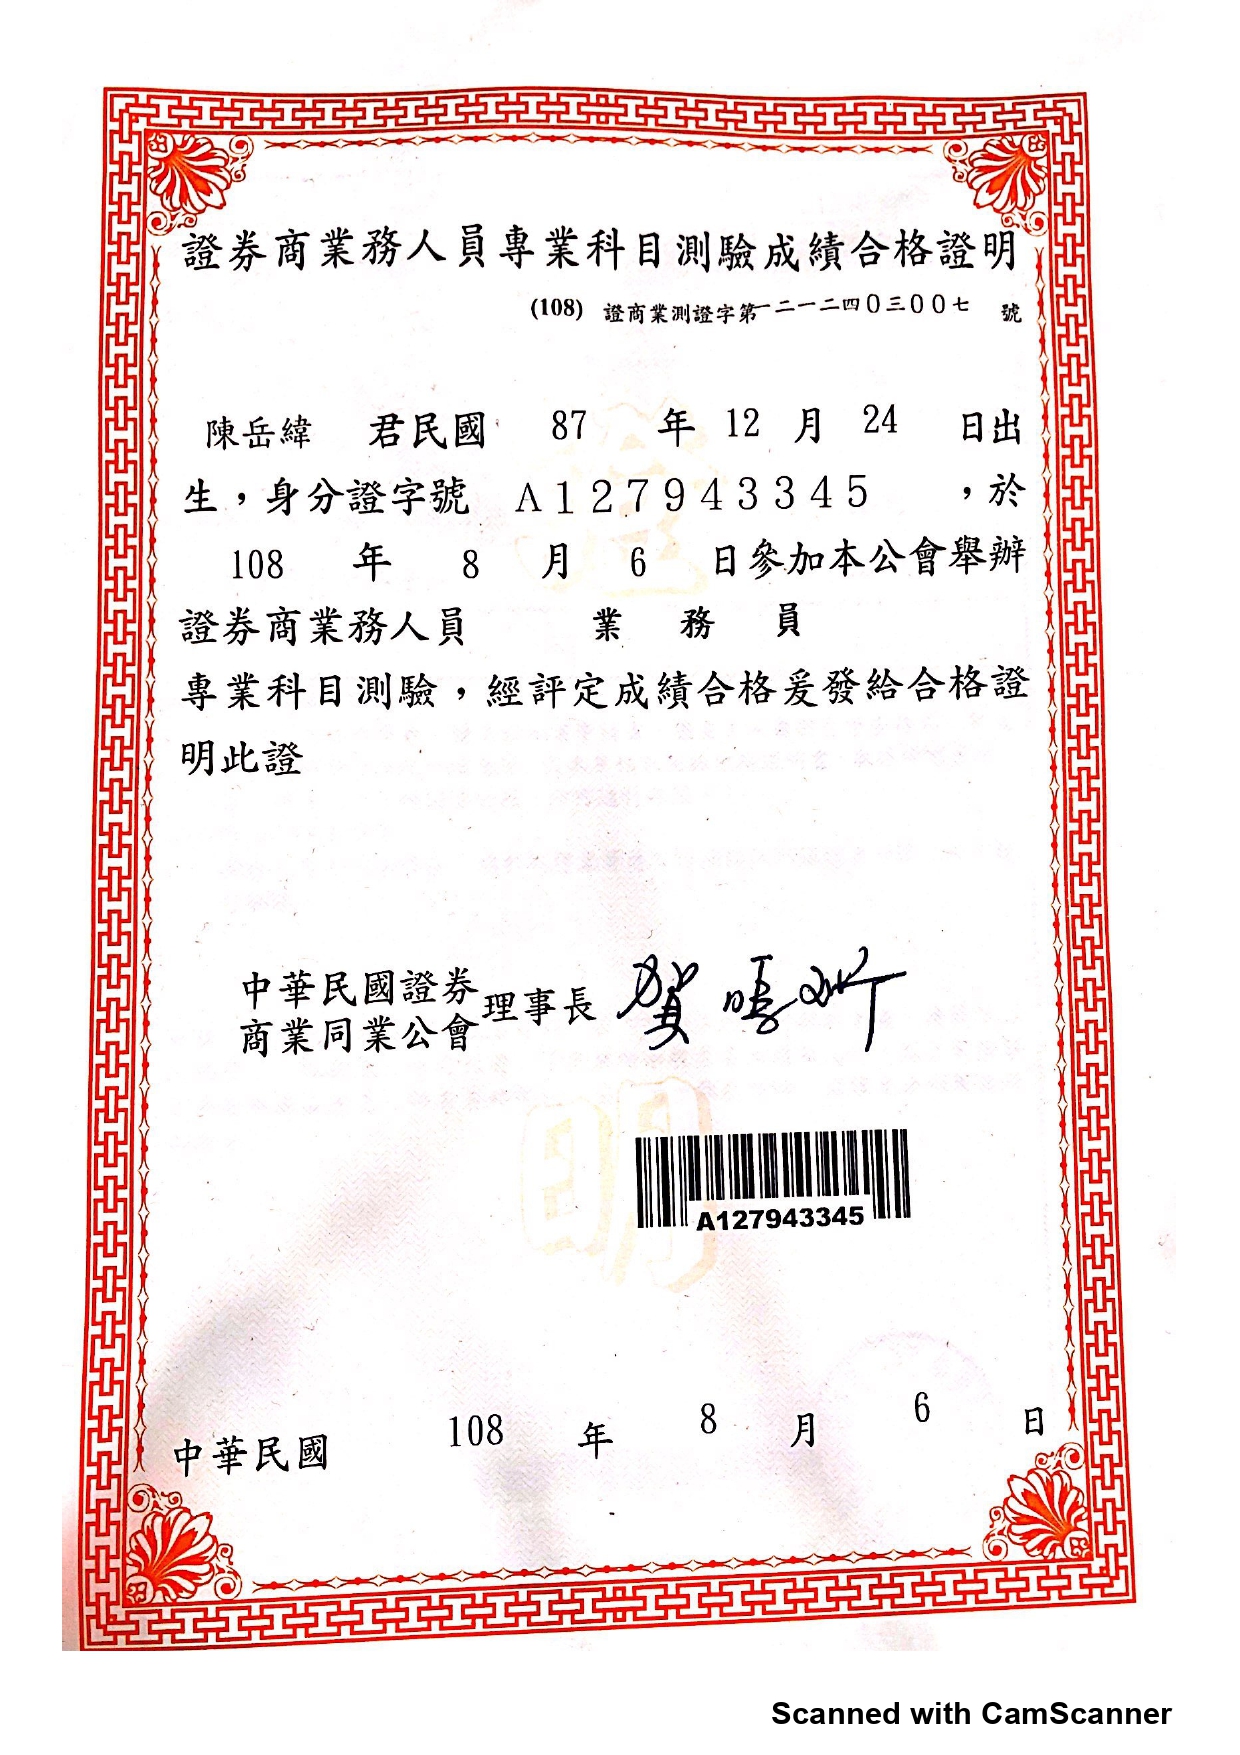 證券商業務人員專業科目測驗成績合格證明
(108) 證商業測證字第一二一二四0三00七 號
陳岳緯 君民國 87 年 12 月 24 日出
生，身分證字號 A127943345 ，於
108 年 8 月 6 日參加本公會舉辦
證券商業務人員 業務員
專業科目測驗，經評定成績合格爰發給合格證
明此證
中華民國證券
商業同業公會
理事長
A127943345
中華民國 108 年 8 月 6 日
Scanned with CamScanner